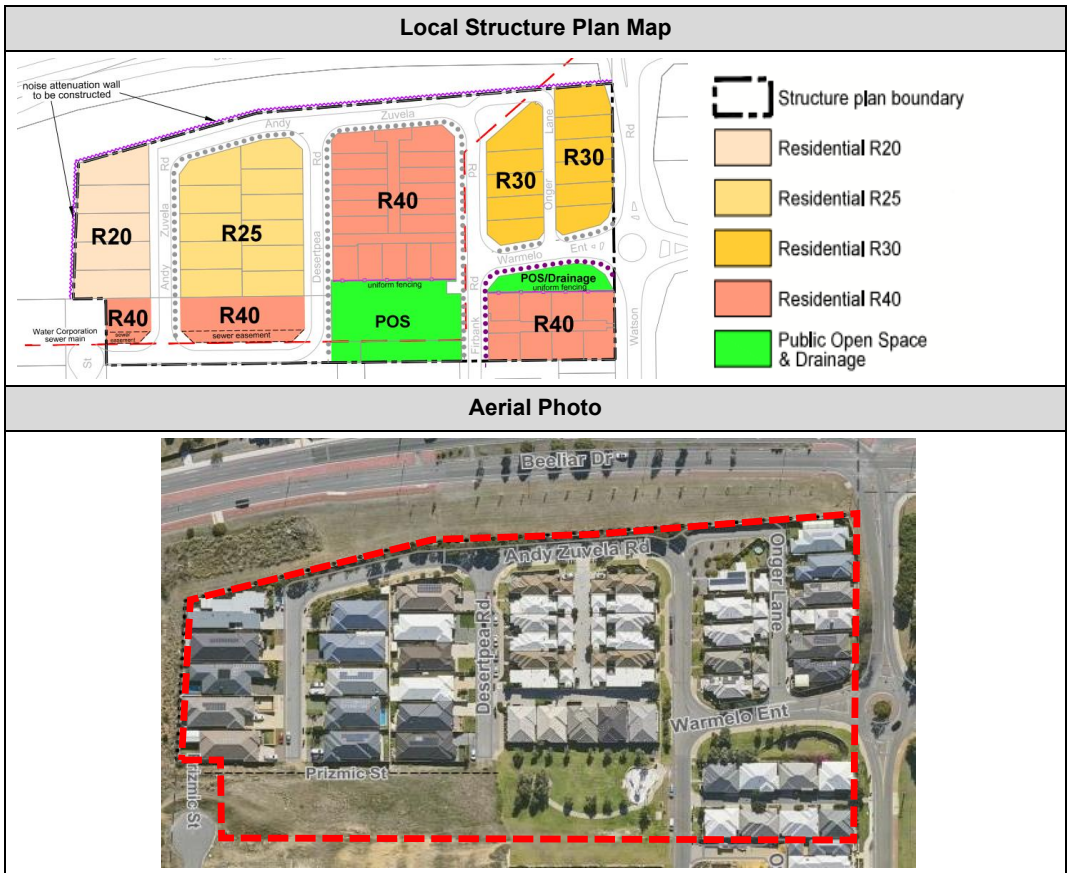 Local Structure Plan Map
noise attenuation wall
to be constructed
Andy
Zuvela
Rd
Rd
Rd
Lane
Rd
R30
R30
R40
R20
R25
Zuvela
Andy
Desertpea
Onger
Ent
Warmelo
POS/Drainage
uniform fencing
uniform fencing
Rd
R40
R40
POS
R40
Water Corporation
sewer main
sewer
easement
sewer easement
St
Firbank
Watson
Structure plan boundary
Residential R20
Residential R25
Residential R30
Residential R40
Public Open Space
& Drainage
Aerial Photo
Beeliar Dr
Andy Zuvela Rd
Onger Lane
Desertpea Rd
Warmelo Ent
Prizmic St
Prizmic St